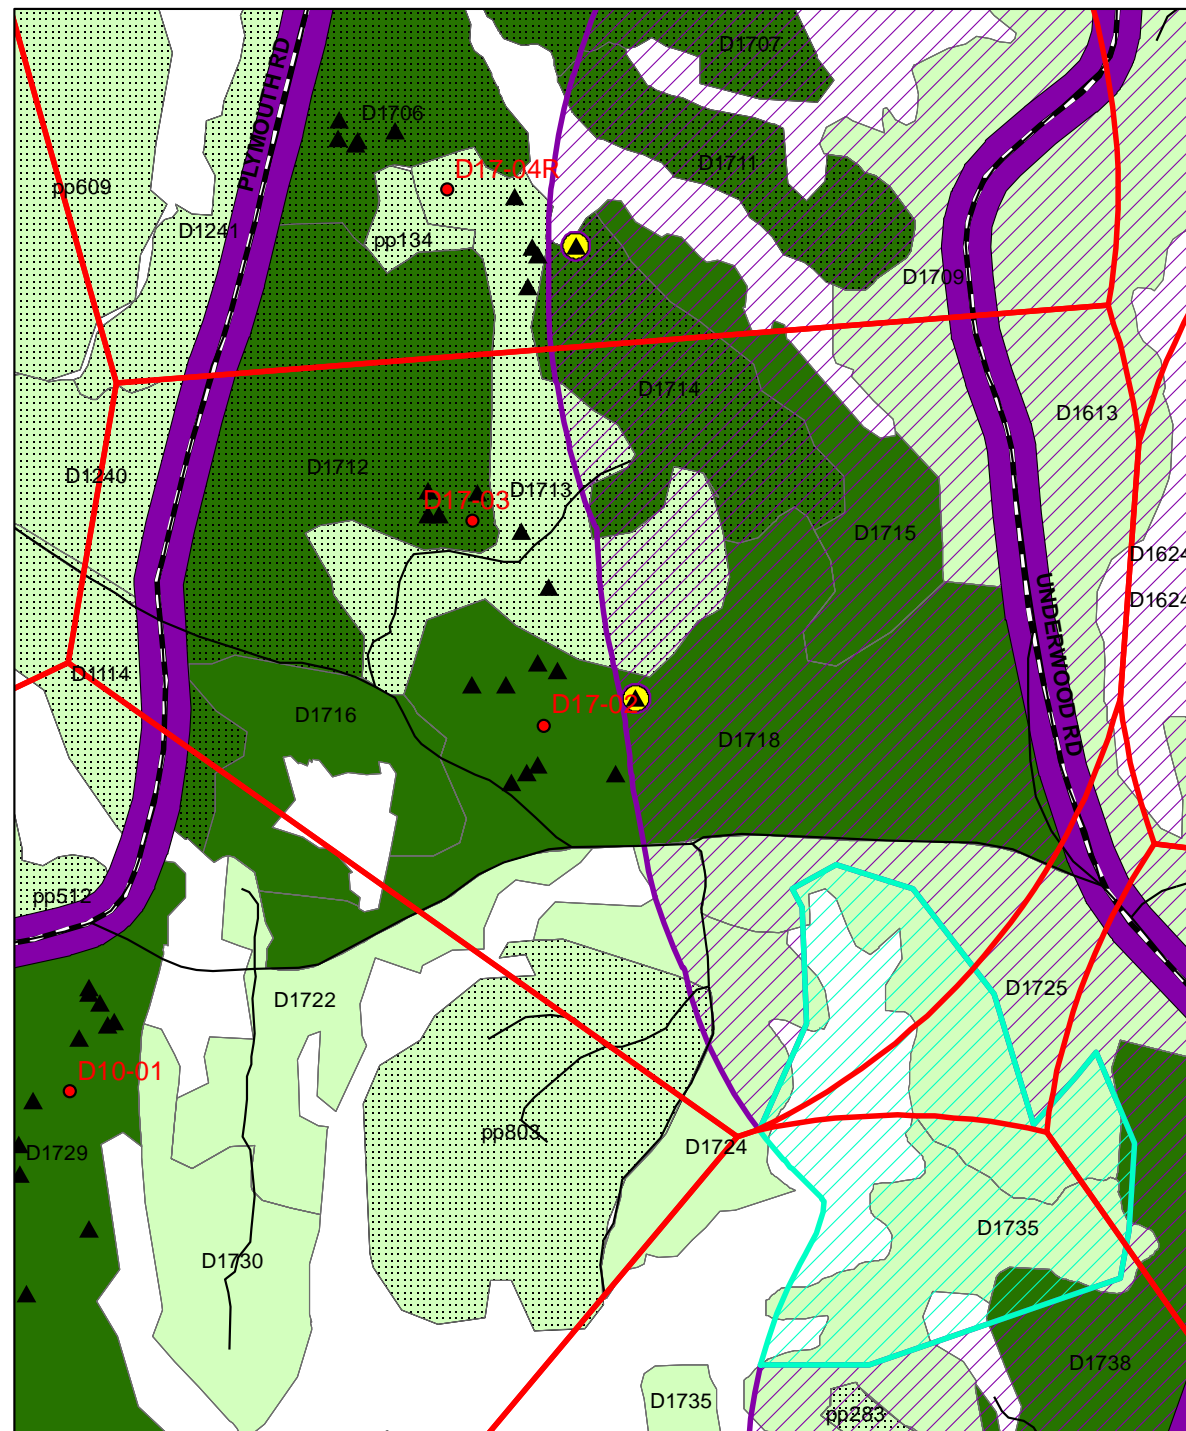 D1707
D1706
PLYMOUTH RD
D17-04R
D1711
pp609
D1241
pp134
D1709
D1714
D1613
D1712
D1240
D17-03
D1713
D1715
D1624
D1624
UNDERWOOD RD
D1114
D1716
D17-02
D1718
pp512
D1722
D1725
D10-01
pp803
D1724
D1729
D1735
D1730
D1738
D1735
pp283